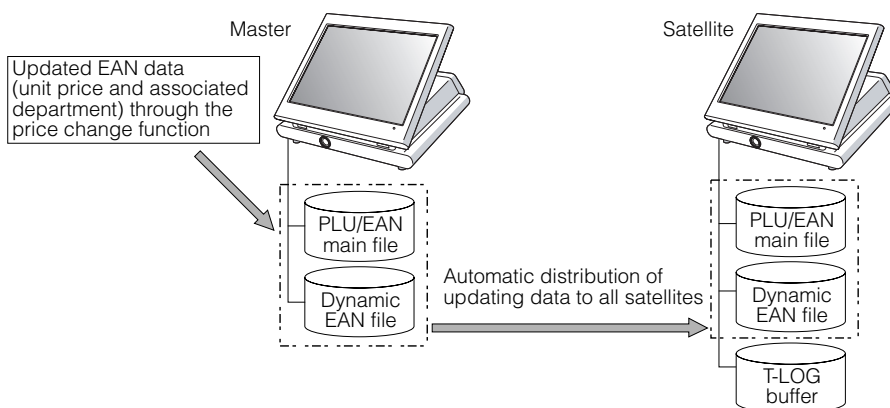 Master
Satellite
Updated EAN data
(unit price and associated
department) through the
price change function
PLU/EAN
main file
Dynamic
EAN file
Automatic distribution of
updating data to all satellites
PLU/EAN
main file
Dynamic
EAN file
T-LOG
buffer